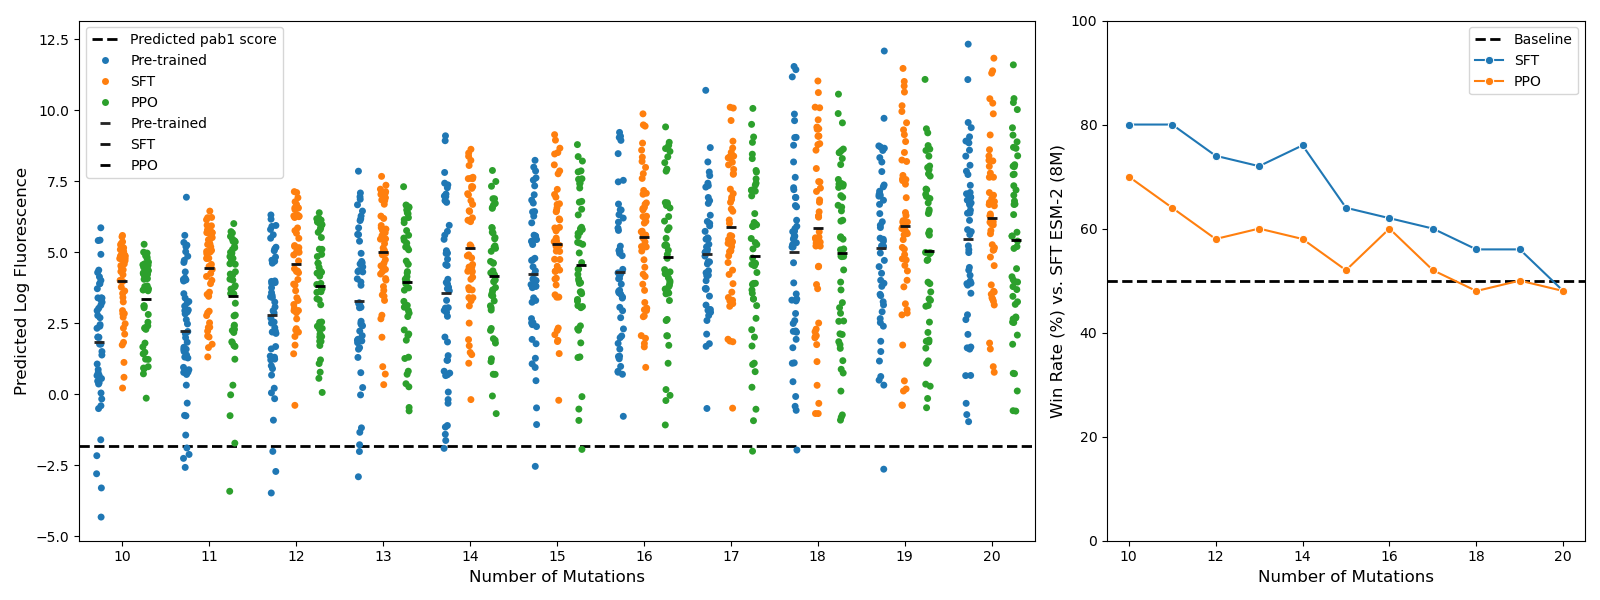 Predicted Log Fluorescence
12.5
10.0
7.5
5.0
2.5
0.0
−2.5
−5.0
Predicted pab1 score
Pre-trained
SFT
PPO
Pre-trained
SFT
PPO
10 11 12 13 14 15 16 17 18 19 20
Number of Mutations
Win Rate (%) vs. SFT ESM-2 (8M)
100
80
60
40
20
0
Baseline
SFT
PPO
10 12 14 16 18 20
Number of Mutations